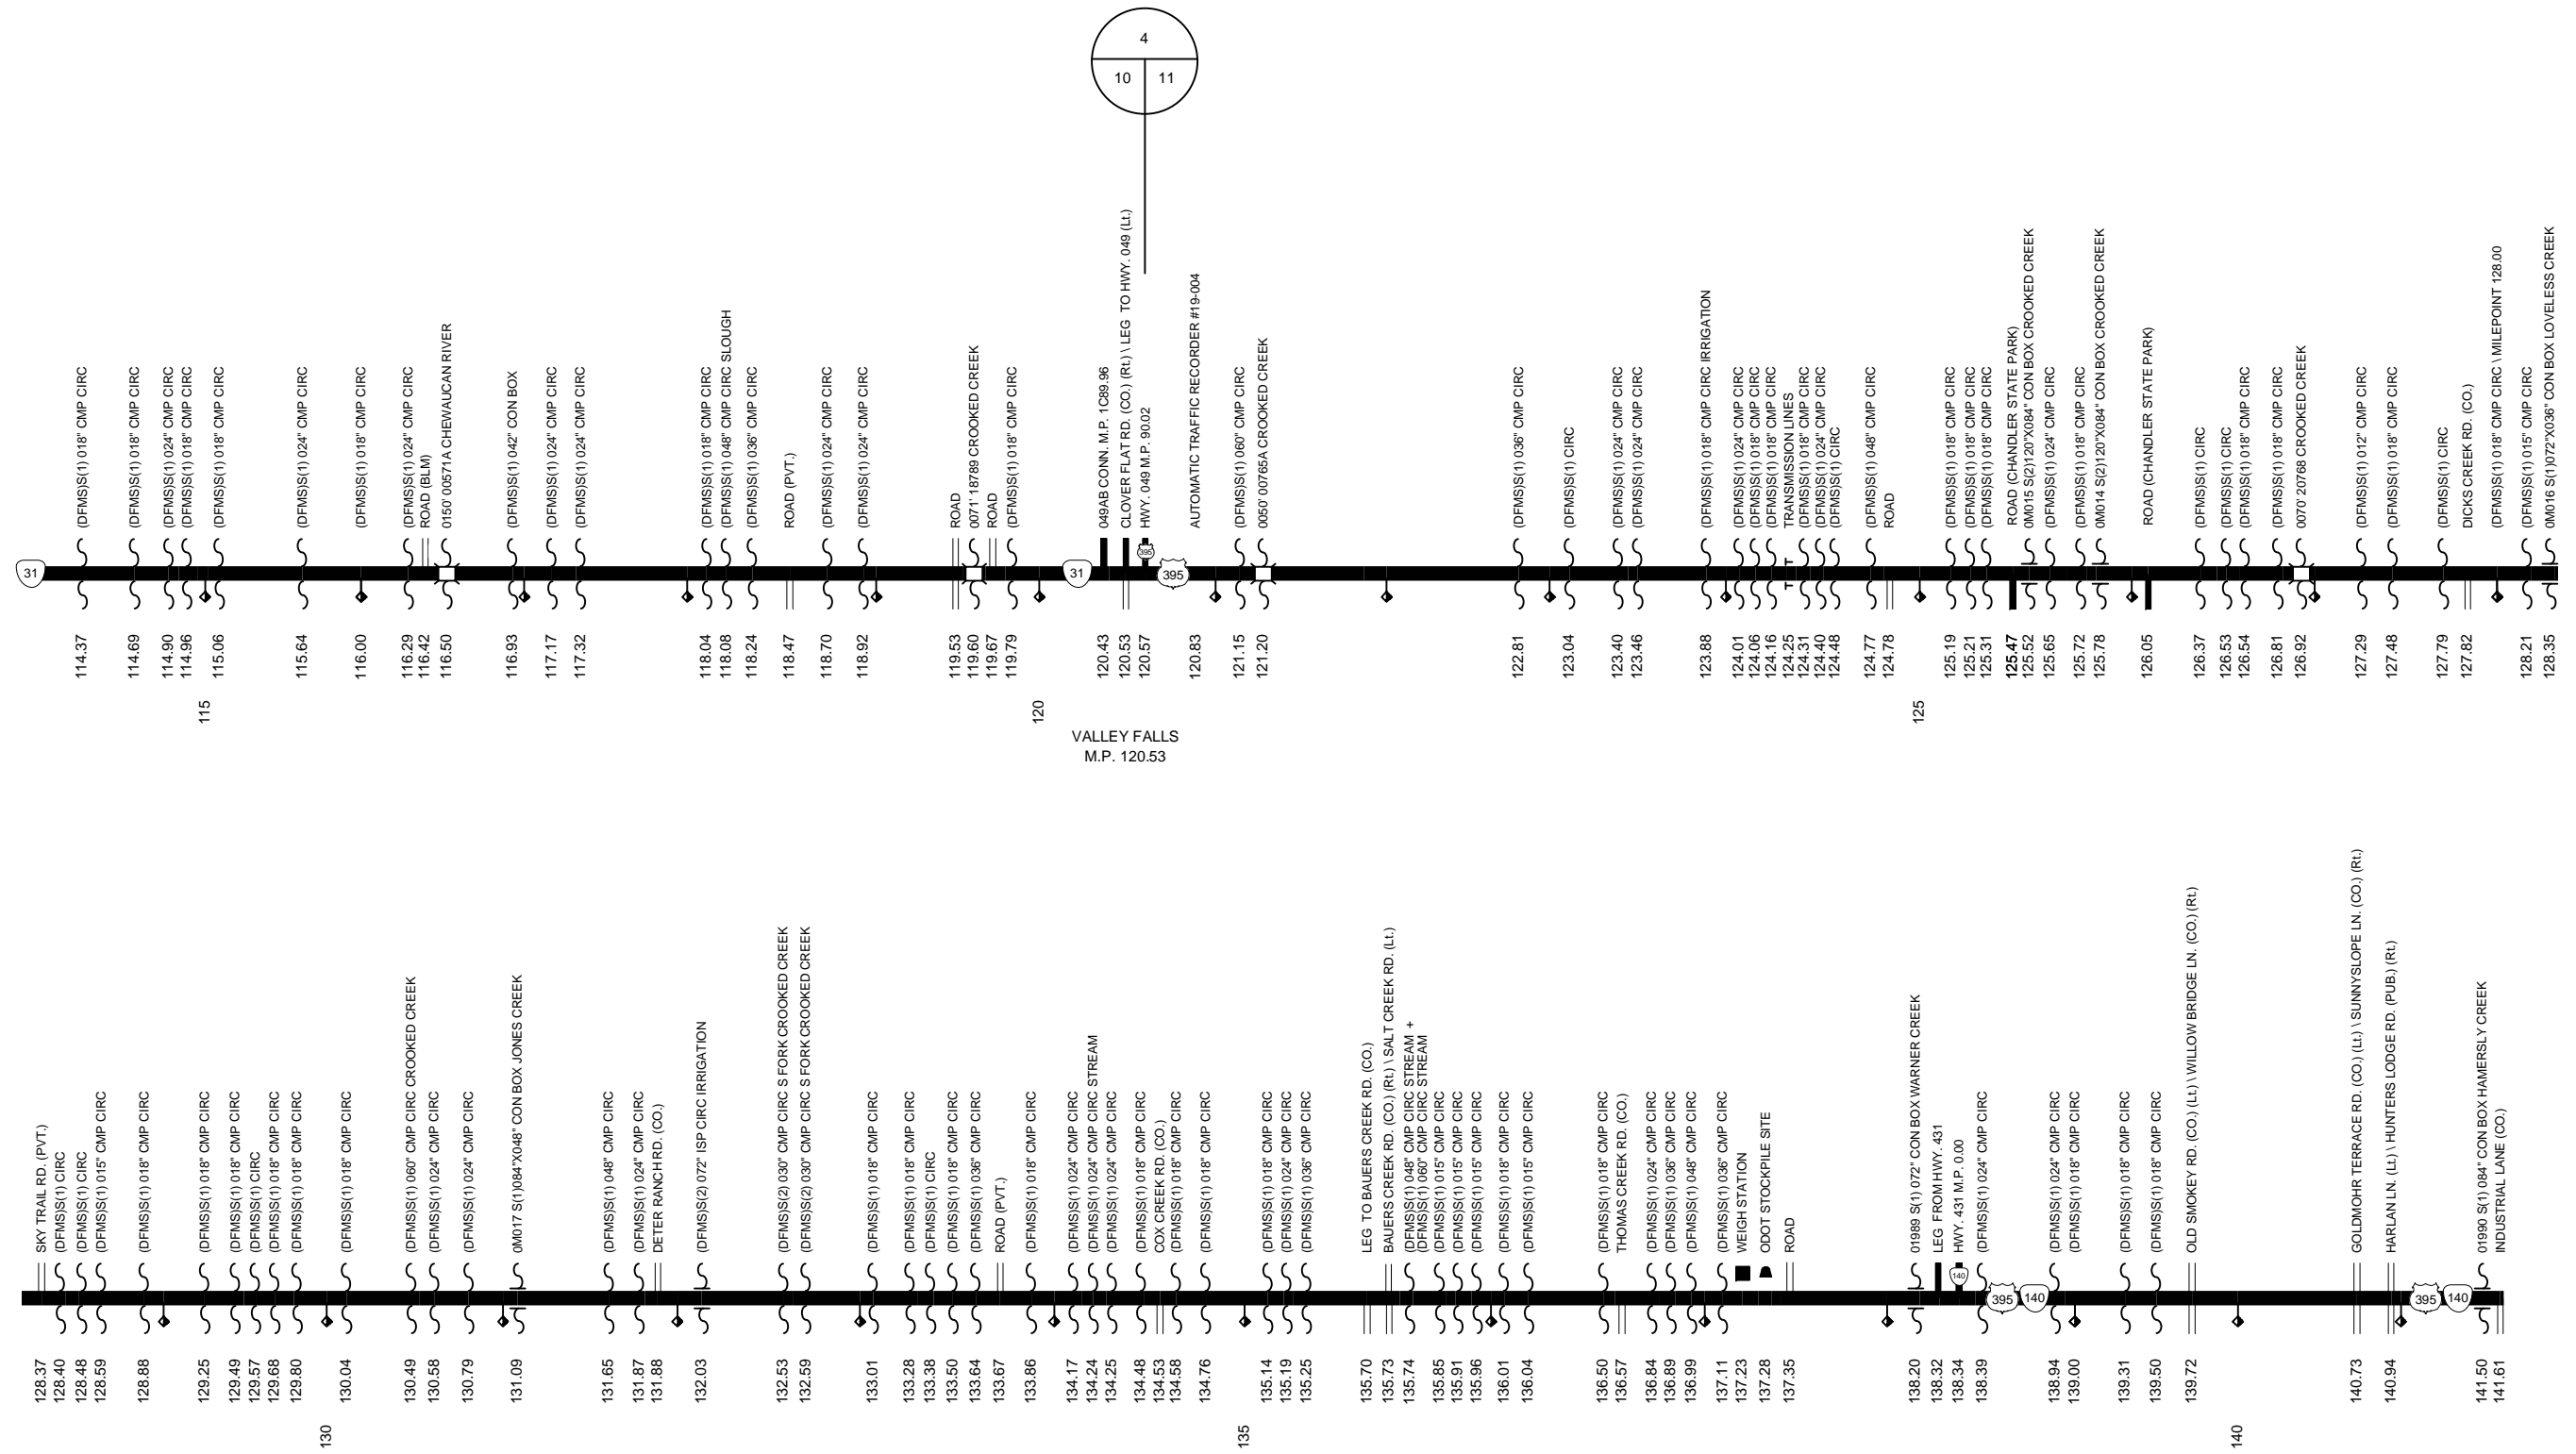 4
10 11
31
(DFMS)S(1) 018" CMP CIRC
(DFMS)S(1) 018" CMP CIRC
(DFMS)S(1) 024" CMP CIRC
(DFMS)S(1) 018" CMP CIRC
(DFMS)S(1) 018" CMP CIRC
(DFMS)S(1) 024" CMP CIRC
(DFMS)S(1) 018" CMP CIRC
(DFMS)S(1) 024" CMP CIRC
ROAD (BLM)
0150' 00571A CHEWAUCAN RIVER
(DFMS)S(1) 042" CON BOX
(DFMS)S(1) 024" CMP CIRC
(DFMS)S(1) 024" CMP CIRC
(DFMS)S(1) 018" CMP CIRC
(DFMS)S(1) 048" CMP CIRC SLOUGH
(DFMS)S(1) 036" CMP CIRC
ROAD (PVT.)
(DFMS)S(1) 024" CMP CIRC
(DFMS)S(1) 024" CMP CIRC
ROAD
0071' 18789 CROOKED CREEK
ROAD
(DFMS)S(1) 018" CMP CIRC
31
049AB CONN. M.P. 1C89.96
CLOVER FLAT RD. (CO.) (Rt.) \ LEG TO HWY. 049 (Lt.)
HWY. 049 M.P. 90.02
395
395
AUTOMATIC TRAFFIC RECORDER #19-004
(DFMS)S(1) 060" CMP CIRC
0050' 00765A CROOKED CREEK
(DFMS)S(1) 036" CMP CIRC
(DFMS)S(1) CIRC
(DFMS)S(1) 024" CMP CIRC
(DFMS)S(1) 024" CMP CIRC
(DFMS)S(1) 018" CMP CIRC IRRIGATION
(DFMS)S(1) 024" CMP CIRC
(DFMS)S(1) 018" CMP CIRC
(DFMS)S(1) 018" CMP CIRC
TRANSMISSION LINES
T T
(DFMS)S(1) 018" CMP CIRC
(DFMS)S(1) 024" CMP CIRC
(DFMS)S(1) CIRC
(DFMS)S(1) 048" CMP CIRC
ROAD
(DFMS)S(1) 018" CMP CIRC
(DFMS)S(1) 018" CMP CIRC
(DFMS)S(1) 018" CMP CIRC
ROAD (CHANDLER STATE PARK)
0M015 S(2)120"X084" CON BOX CROOKED CREEK
(DFMS)S(1) 024" CMP CIRC
(DFMS)S(1) 018" CMP CIRC
0M014 S(2)120"X084" CON BOX CROOKED CREEK
ROAD (CHANDLER STATE PARK)
(DFMS)S(1) CIRC
(DFMS)S(1) CIRC
(DFMS)S(1) 018" CMP CIRC
(DFMS)S(1) 018" CMP CIRC
0070' 20768 CROOKED CREEK
(DFMS)S(1) 012" CMP CIRC
(DFMS)S(1) 018" CMP CIRC
(DFMS)S(1) CIRC
DICKS CREEK RD. (CO.)
(DFMS)S(1) 018" CMP CIRC \ MILEPOINT 128.00
(DFMS)S(1) 015" CMP CIRC
0M016 S(1)072"X036" CON BOX LOVELESS CREEK
114.37
114.69
114.90
114.96
115.06
115.64
116.00
116.29
116.42
116.50
116.93
117.17
117.32
118.04
118.08
118.24
118.47
118.70
118.92
119.53
119.60
119.67
119.79
120.43
120.53
120.57
120.83
121.15
121.20
122.81
123.04
123.40
123.46
123.88
124.01
124.06
124.16
124.25
124.31
124.40
124.48
124.77
124.78
125.19
125.21
125.31
125.47
125.52
125.65
125.72
125.78
126.05
126.37
126.53
126.54
126.81
126.92
127.29
127.48
127.79
127.82
128.21
128.35
115
120
125
VALLEY FALLS
M.P. 120.53
SKY TRAIL RD. (PVT.)
(DFMS)S(1) CIRC
(DFMS)S(1) CIRC
(DFMS)S(1) 015" CMP CIRC
(DFMS)S(1) 018" CMP CIRC
(DFMS)S(1) 018" CMP CIRC
(DFMS)S(1) 018" CMP CIRC
(DFMS)S(1) CIRC
(DFMS)S(1) 018" CMP CIRC
(DFMS)S(1) 018" CMP CIRC
(DFMS)S(1) 018" CMP CIRC
(DFMS)S(1) 060" CMP CIRC CROOKED CREEK
(DFMS)S(1) 024" CMP CIRC
(DFMS)S(1) 024" CMP CIRC
0M017 S(1)084"X048" CON BOX JONES CREEK
(DFMS)S(1) 048" CMP CIRC
(DFMS)S(1) 024" CMP CIRC
DETER RANCH RD. (CO.)
(DFMS)S(2) 072" ISP CIRC IRRIGATION
(DFMS)S(2) 030" CMP CIRC S FORK CROOKED CREEK
(DFMS)S(2) 030" CMP CIRC S FORK CROOKED CREEK
(DFMS)S(1) 018" CMP CIRC
(DFMS)S(1) 018" CMP CIRC
(DFMS)S(1) CIRC
(DFMS)S(1) 018" CMP CIRC
(DFMS)S(1) 036" CMP CIRC
ROAD (PVT.)
(DFMS)S(1) 018" CMP CIRC
(DFMS)S(1) 024" CMP CIRC
(DFMS)S(1) 024" CMP CIRC STREAM
(DFMS)S(1) 024" CMP CIRC
(DFMS)S(1) 018" CMP CIRC
COX CREEK RD. (CO.)
(DFMS)S(1) 018" CMP CIRC
(DFMS)S(1) 018" CMP CIRC
(DFMS)S(1) 018" CMP CIRC
(DFMS)S(1) 024" CMP CIRC
(DFMS)S(1) 036" CMP CIRC
LEG TO BAUERS CREEK RD. (CO.)
BAUERS CREEK RD. (CO.) (Rt.) \ SALT CREEK RD. (Lt.)
(DFMS)S(1) 048" CMP CIRC STREAM +
(DFMS)S(1) 060" CMP CIRC STREAM
(DFMS)S(1) 015" CMP CIRC
(DFMS)S(1) 015" CMP CIRC
(DFMS)S(1) 015" CMP CIRC
(DFMS)S(1) 018" CMP CIRC
(DFMS)S(1) 015" CMP CIRC
(DFMS)S(1) 018" CMP CIRC
THOMAS CREEK RD. (CO.)
(DFMS)S(1) 024" CMP CIRC
(DFMS)S(1) 036" CMP CIRC
(DFMS)S(1) 048" CMP CIRC
(DFMS)S(1) 036" CMP CIRC
WEIGH STATION
ODOT STOCKPILE SITE
ROAD
01989 S(1) 072" CON BOX WARNER CREEK
LEG FROM HWY. 431
HWY. 431 M.P. 0.00
140
(DFMS)S(1) 024" CMP CIRC
395
140
(DFMS)S(1) 024" CMP CIRC
(DFMS)S(1) 018" CMP CIRC
(DFMS)S(1) 018" CMP CIRC
(DFMS)S(1) 018" CMP CIRC
OLD SMOKEY RD. (CO.) (Lt.) \ WILLOW BRIDGE LN. (CO.) (Rt.)
GOLDMOHR TERRACE RD. (CO.) (Lt.) \ SUNNYSLOPE LN. (CO.) (Rt.)
HARLAN LN. (Lt.) \ HUNTERS LODGE RD. (PUB.) (Rt.)
395
140
01990 S(1) 084" CON BOX HAMERSLY CREEK
INDUSTRIAL LANE (CO.)
128.37
128.40
128.48
128.59
128.88
129.25
129.49
129.57
129.68
129.80
130.04
130.49
130.58
130.79
131.09
131.65
131.87
131.88
132.03
132.53
132.59
133.01
133.28
133.38
133.50
133.64
133.67
133.86
134.17
134.24
134.25
134.48
134.53
134.58
134.76
135.14
135.19
135.25
135.70
135.73
135.74
135.85
135.91
135.96
136.01
136.04
136.50
136.57
136.84
136.89
136.99
137.11
137.23
137.28
137.35
138.20
138.32
138.34
138.39
138.94
139.00
139.31
139.50
139.72
140.73
140.94
141.50
141.61
130
135
140